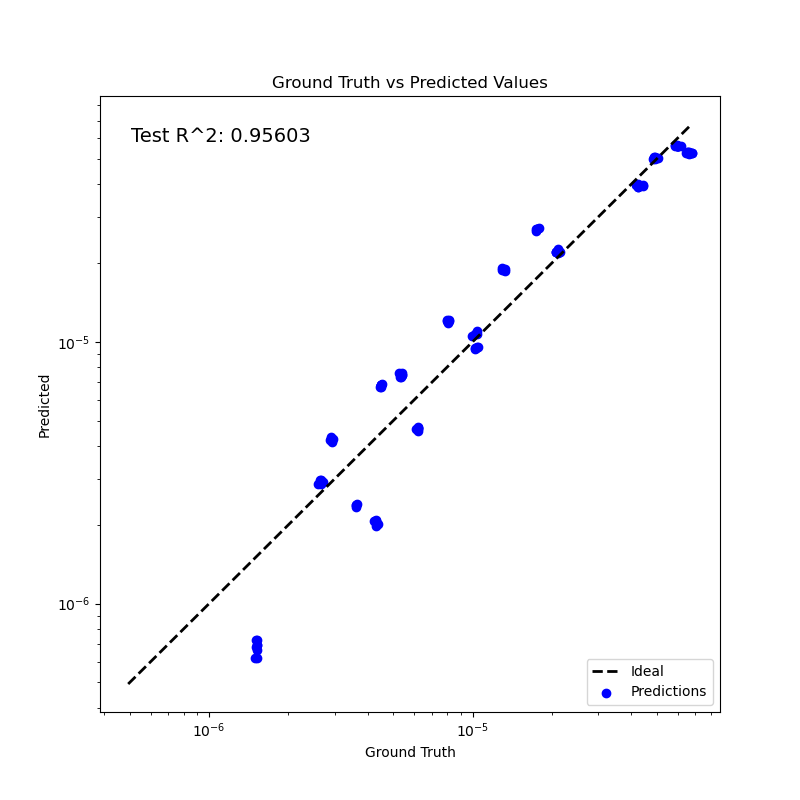 Ground Truth vs Predicted Values
Test R^2: 0.95603
Predicted
10⁻⁵
10⁻⁶
10⁻⁶
10⁻⁵
Ground Truth
Ideal
Predictions